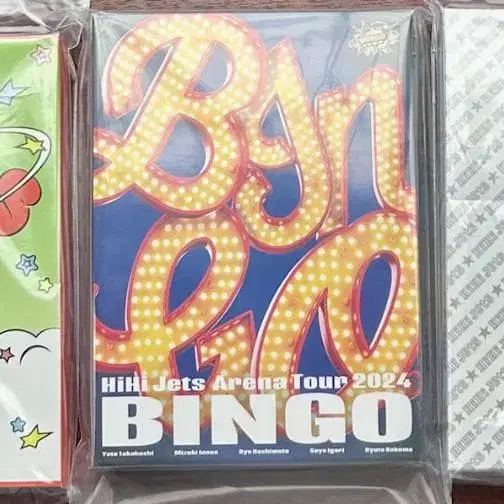 Bingo
HiHi Jets Arena Tour 2024
BINGO
Yuto Takahashi Mizuki Inoue Ryo Hashimoto Soya Igari Ryuto Sakuma